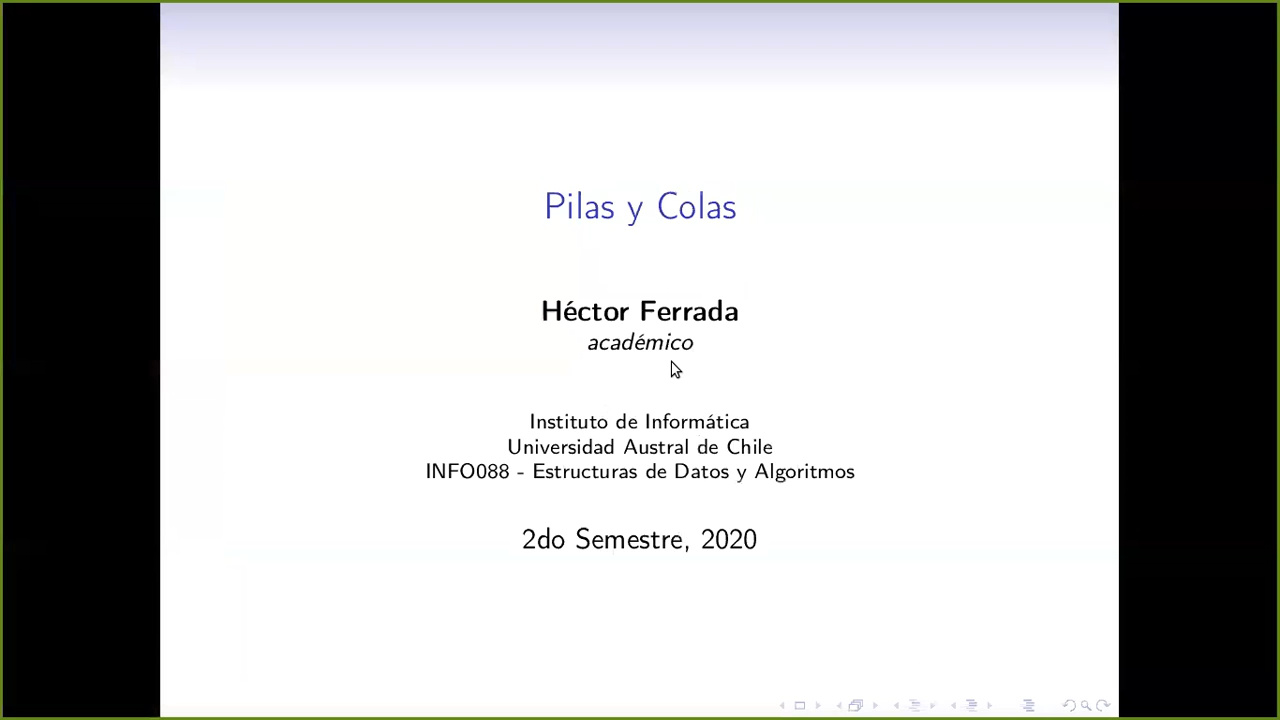 Pilas y Colas
Héctor Ferrada
académico
Instituto de Informática
Universidad Austral de Chile
INFO088 - Estructuras de Datos y Algoritmos
2do Semestre, 2020